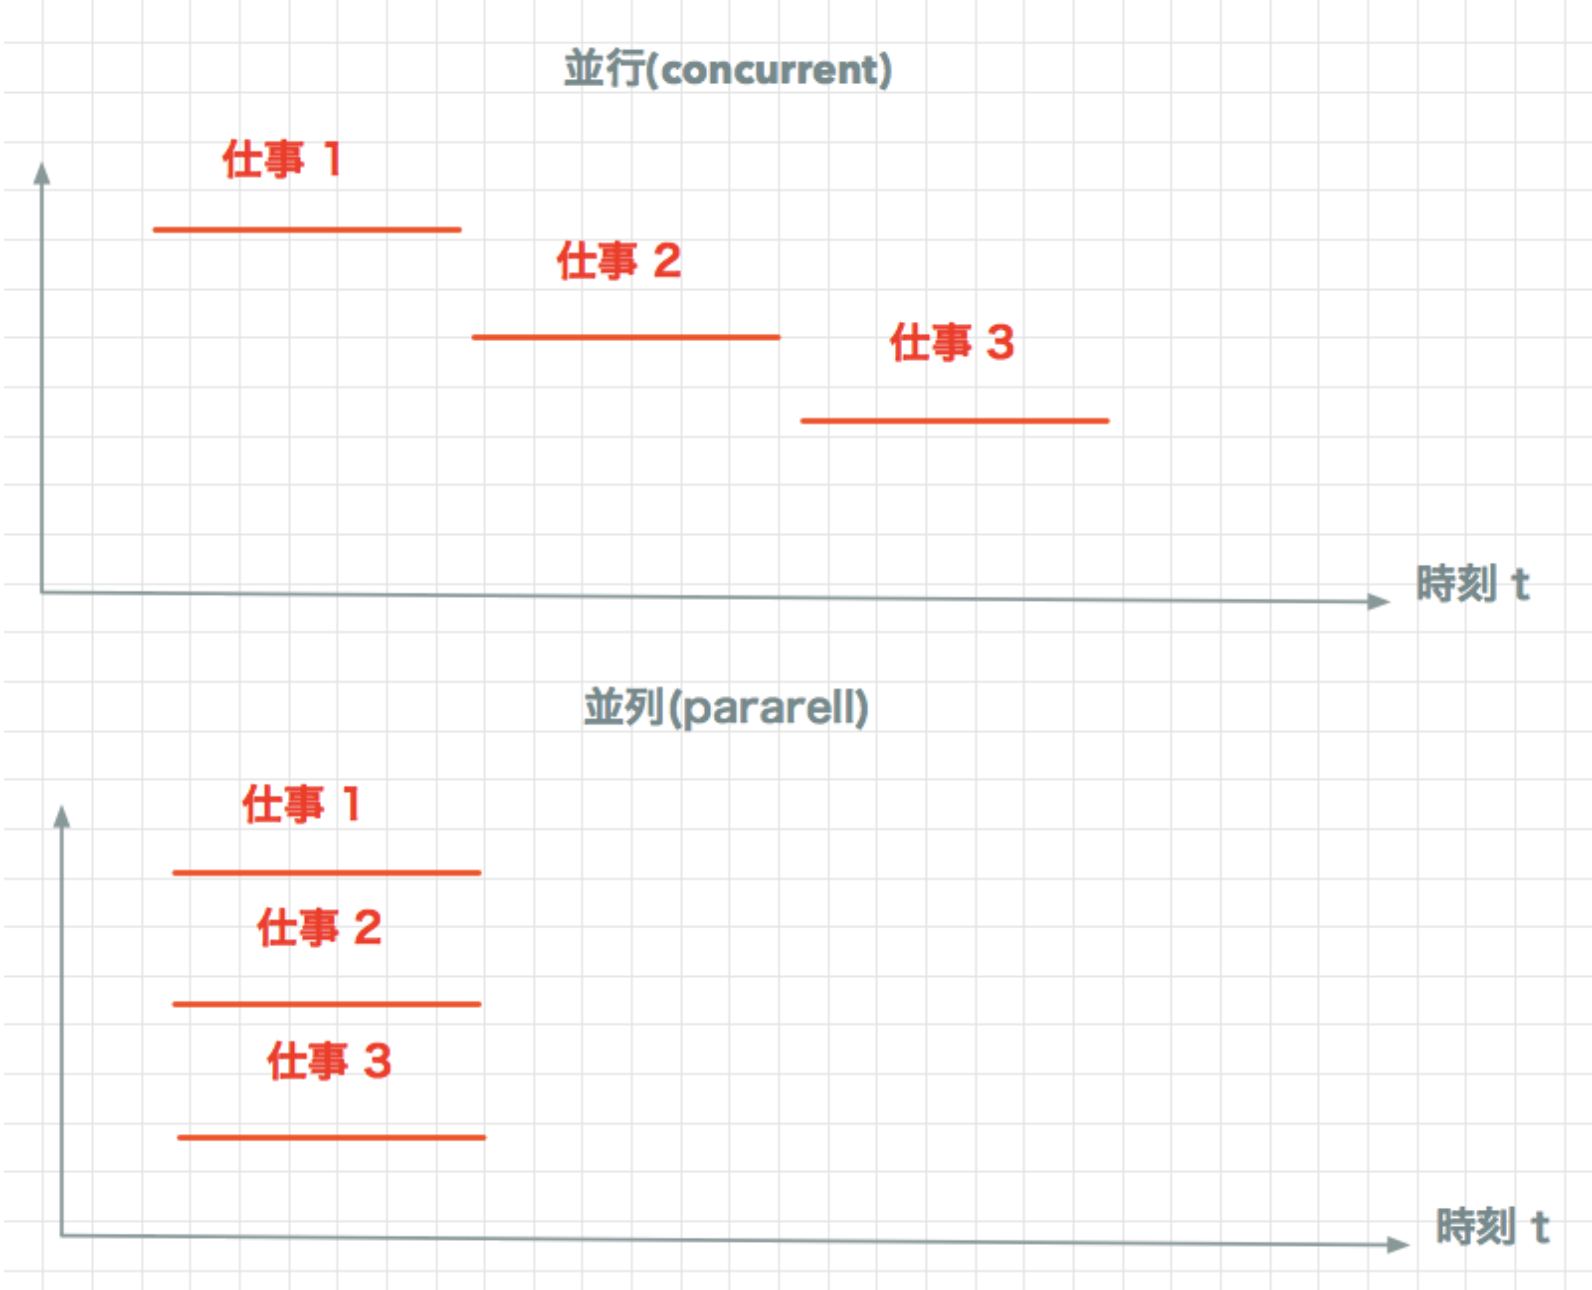 並行(concurrent)
仕事 1
仕事 2
仕事 3
時刻 t
並列(pararell)
仕事 1
仕事 2
仕事 3
時刻 t